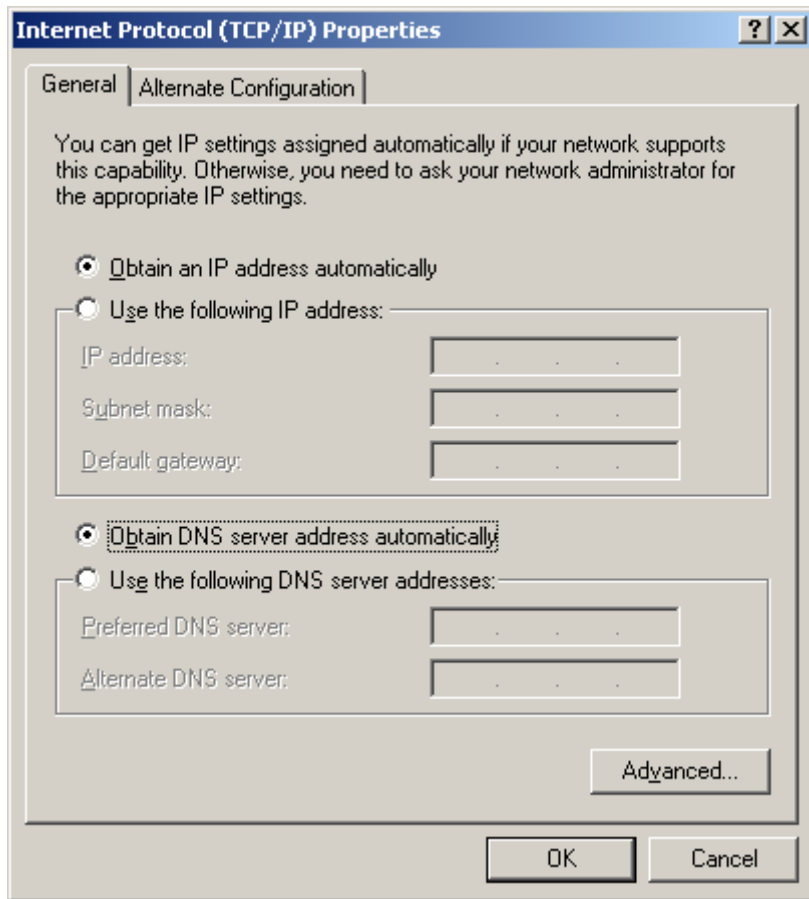 Internet Protocol (TCP/IP) Properties
General
Alternate Configuration
You can get IP settings assigned automatically if your network supports
this capability. Otherwise, you need to ask your network administrator for
the appropriate IP settings.
Obtain an IP address automatically
Use the following IP address:
IP address:
Subnet mask:
Default gateway:
Obtain DNS server address automatically
Use the following DNS server addresses:
Preferred DNS server:
Alternate DNS server:
Advanced...
OK
Cancel